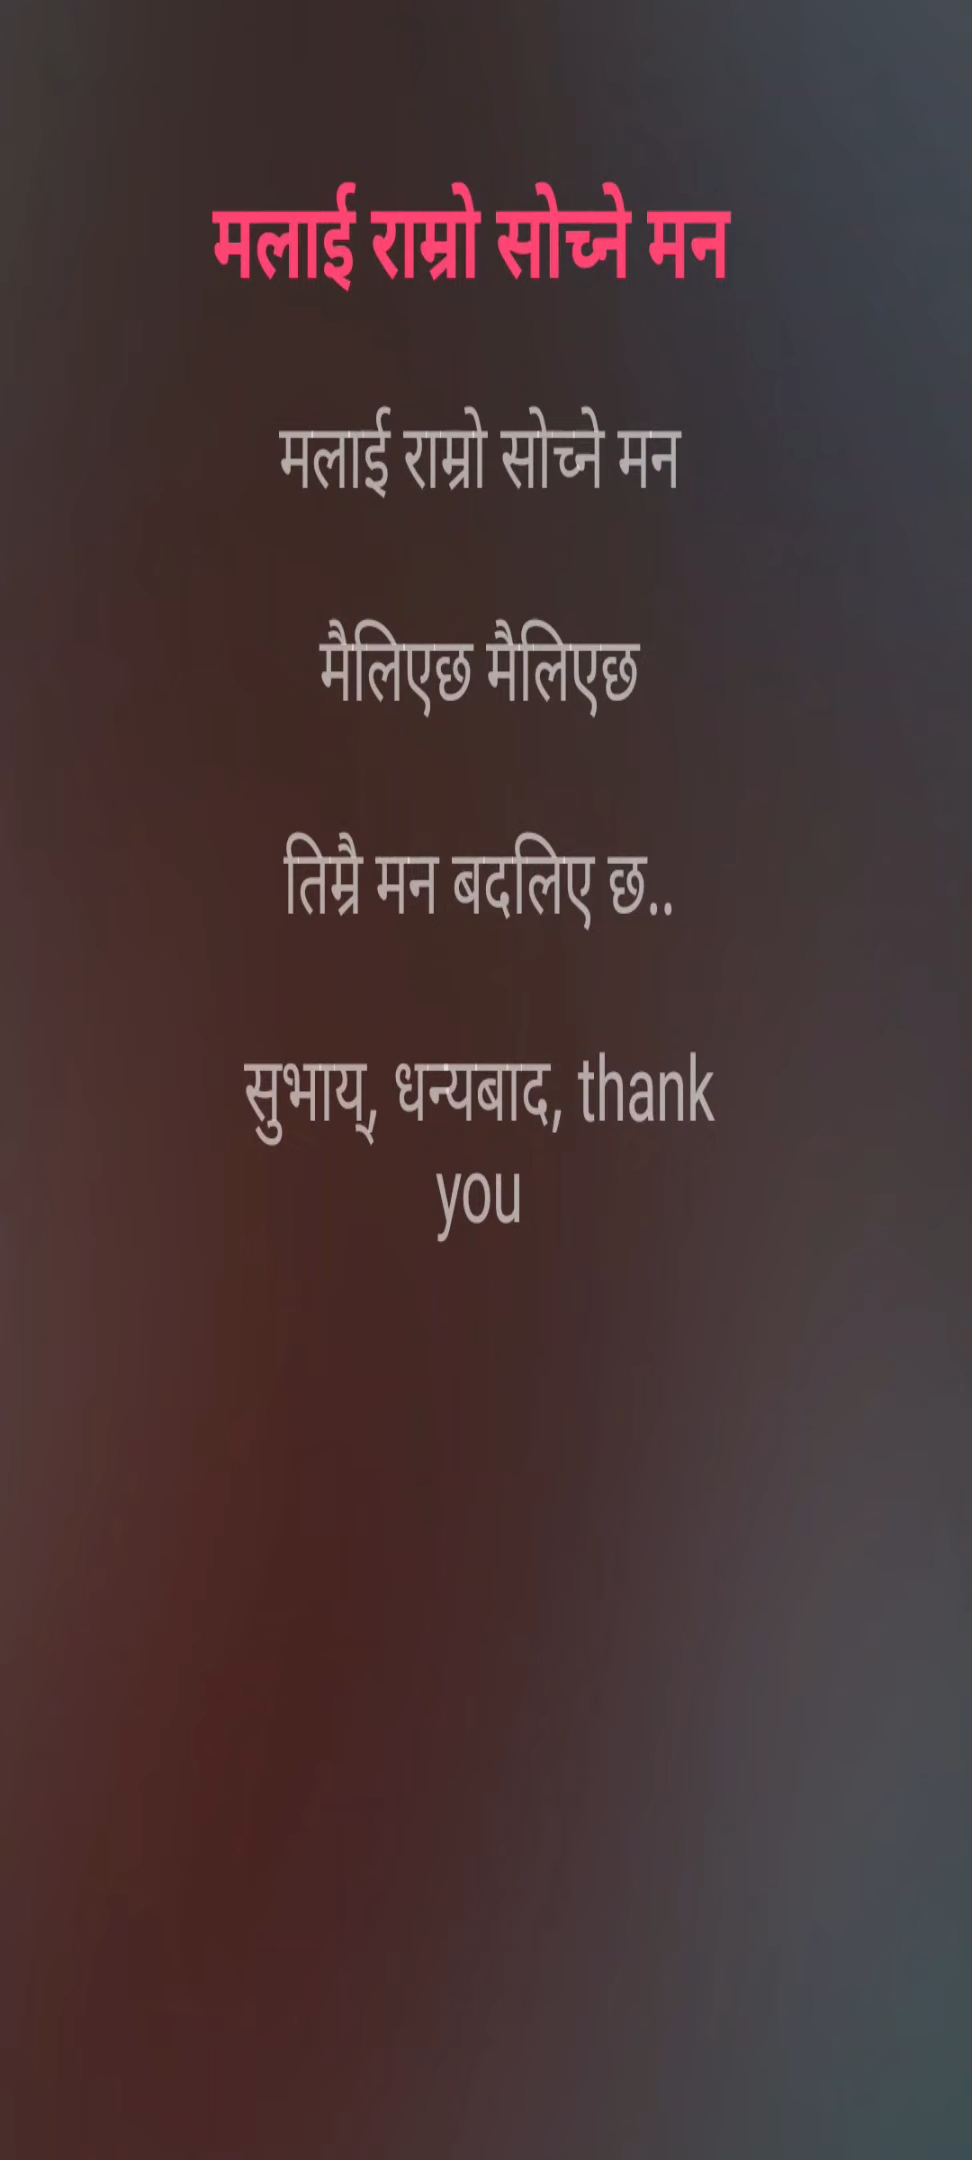 मलाई राम्रो सोच्ने मन
मलाई राम्रो सोच्ने मन
मैलिएछ मैलिएछ
तिम्रै मन बदलिए छ..
सुभाय्, धन्यबाद, thank
you